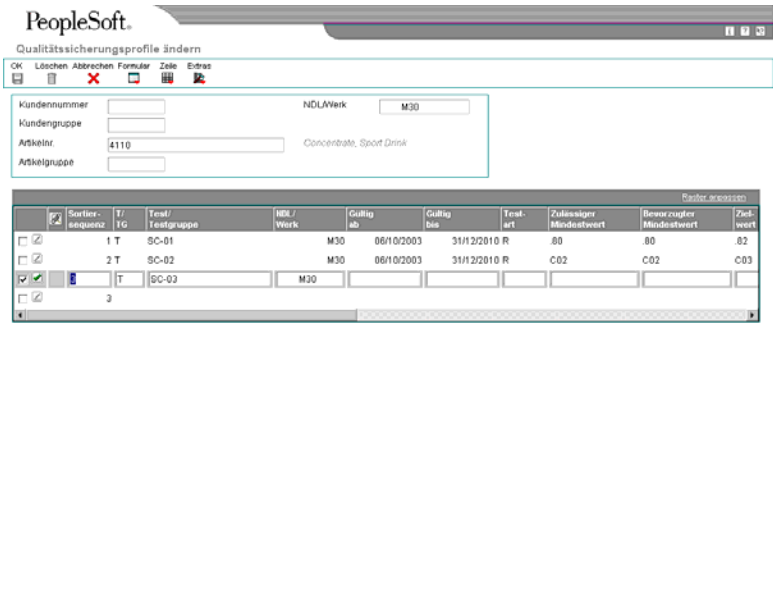 PeopleSoft.
Qualitätssicherungsprofile ändern
OK Löschen Abbrechen Formular Zeile Extras
Kundennummer NDL/Werk M30
Kundengruppe
Artikelnr. 4110 Concentrate, Sport Drink
Artikelgruppe
Raster anpassen
Sortier- T/ Test/ NDL/ Gültig Gültig Test- Zulässiger Bevorzugter Ziel-
sequenz TG Testgruppe Werk ab bis art Mindestwert Mindestwert wert
1 T SC-01 M30 06/10/2003 31/12/2010 R .80 .80 .82
2 T SC-02 M30 06/10/2003 31/12/2010 R C02 C02 C03
3 T SC-03 M30
3